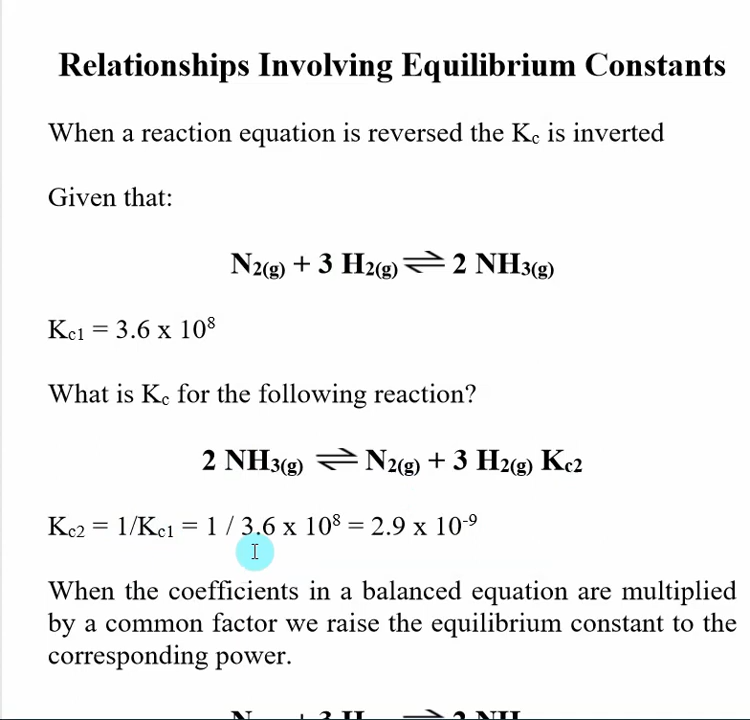 Relationships Involving Equilibrium Constants
When a reaction equation is reversed the Kc is inverted
Given that:
N2(g) + 3 H2(g) ⇌ 2 NH3(g)
Kc1 = 3.6 x 10⁸
What is Kc for the following reaction?
2 NH3(g) ⇌ N2(g) + 3 H2(g) Kc2
Kc2 = 1/Kc1 = 1 / 3.6 x 10⁸ = 2.9 x 10⁻⁹
When the coefficients in a balanced equation are multiplied
by a common factor we raise the equilibrium constant to the
corresponding power.